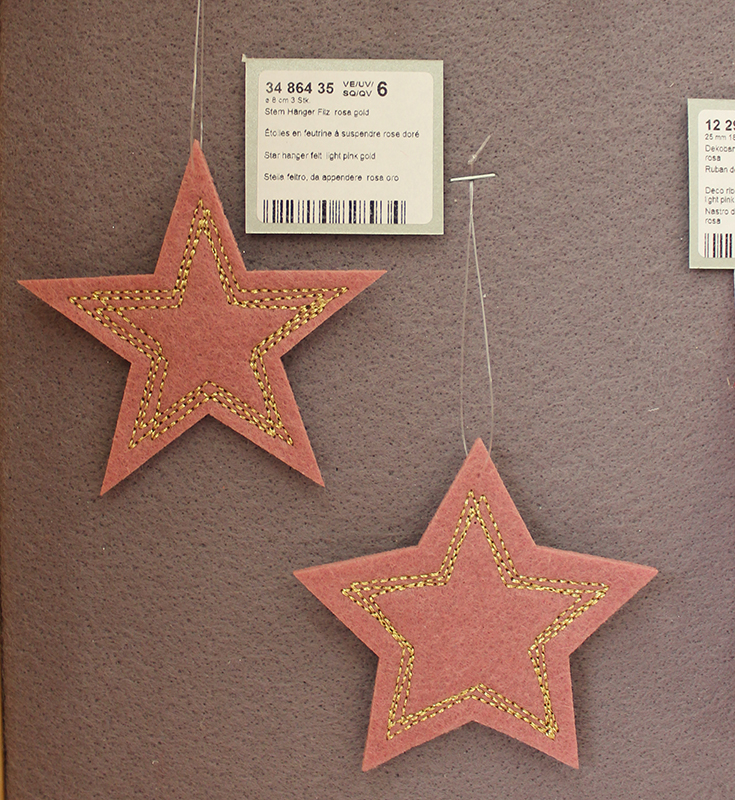 34 864 35 VE/UV/ SQ/QV 6
ø 8 cm 3 Stk.
Stern Hänger Filz rosa gold
Étoiles en feutrine à suspendre rose doré
Star hanger felt light pink gold
Stella feltro, da appendere rosa oro
12 29
25 mm 18
Dekoban
rosa
Ruban d
Deco rib
light pink
Nastro d
rosa